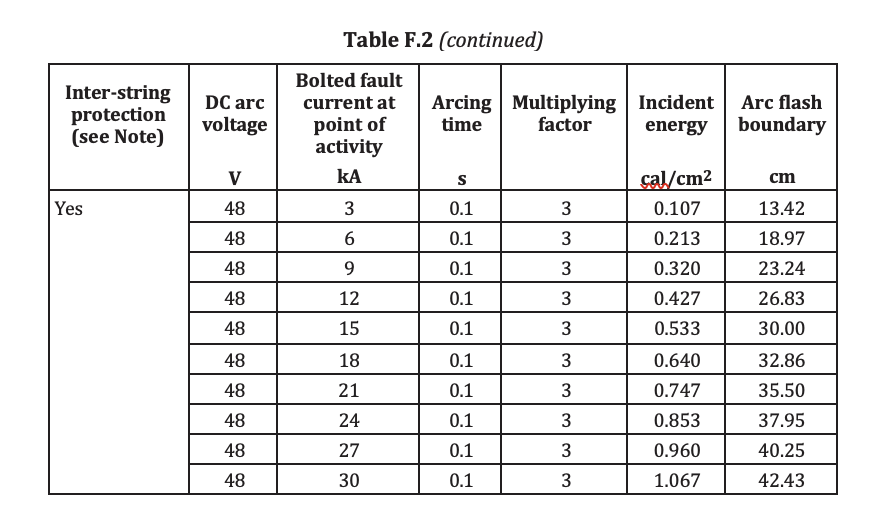 Table F.2 (continued)
Inter-string protection (see Note) DC arc voltage Bolted fault current at point of activity Arcing time Multiplying factor Incident energy Arc flash boundary
V kA s cal/cm² cm
Yes 48 3 0.1 3 0.107 13.42
48 6 0.1 3 0.213 18.97
48 9 0.1 3 0.320 23.24
48 12 0.1 3 0.427 26.83
48 15 0.1 3 0.533 30.00
48 18 0.1 3 0.640 32.86
48 21 0.1 3 0.747 35.50
48 24 0.1 3 0.853 37.95
48 27 0.1 3 0.960 40.25
48 30 0.1 3 1.067 42.43